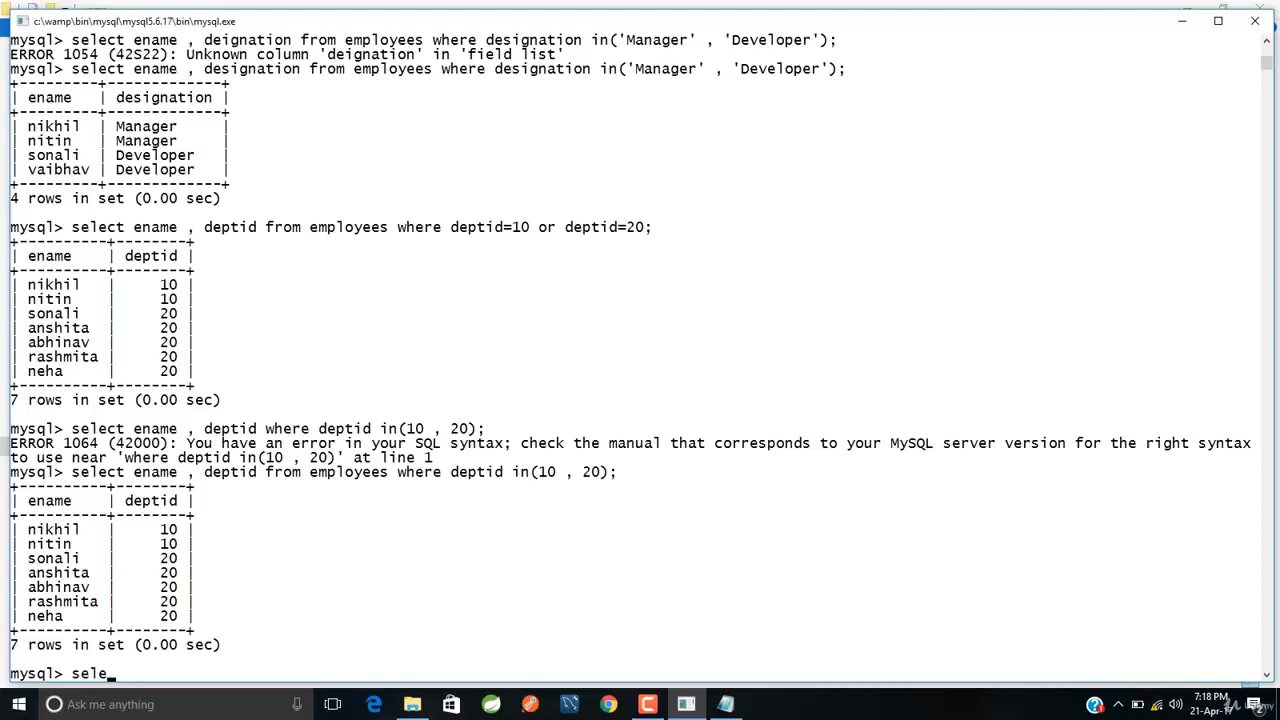 c:\wamp\bin\mysql\mysql5.6.17\bin\mysql.exe
mysql> select ename , deignation from employees where designation in('Manager' , 'Developer');
ERROR 1054 (42S22): Unknown column 'deignation' in 'field list'
mysql> select ename , designation from employees where designation in('Manager' , 'Developer');
+----------+-------------+
| ename    | designation |
+----------+-------------+
| nikhil   | Manager     |
| nitin    | Manager     |
| sonali   | Developer   |
| vaibhav  | Developer   |
+----------+-------------+
4 rows in set (0.00 sec)
mysql> select ename , deptid from employees where deptid=10 or deptid=20;
+----------+--------+
| ename    | deptid |
+----------+--------+
| nikhil   |     10 |
| nitin    |     10 |
| sonali   |     20 |
| anshita  |     20 |
| abhinav  |     20 |
| rashmita |     20 |
| neha     |     20 |
+----------+--------+
7 rows in set (0.00 sec)
mysql> select ename , deptid where deptid in(10 , 20);
ERROR 1064 (42000): You have an error in your SQL syntax; check the manual that corresponds to your MySQL server version for the right syntax
to use near 'where deptid in(10 , 20)' at line 1
mysql> select ename , deptid from employees where deptid in(10 , 20);
+----------+--------+
| ename    | deptid |
+----------+--------+
| nikhil   |     10 |
| nitin    |     10 |
| sonali   |     20 |
| anshita  |     20 |
| abhinav  |     20 |
| rashmita |     20 |
| neha     |     20 |
+----------+--------+
7 rows in set (0.00 sec)
mysql> sele_
Ask me anything
7:18 PM
21-Apr-